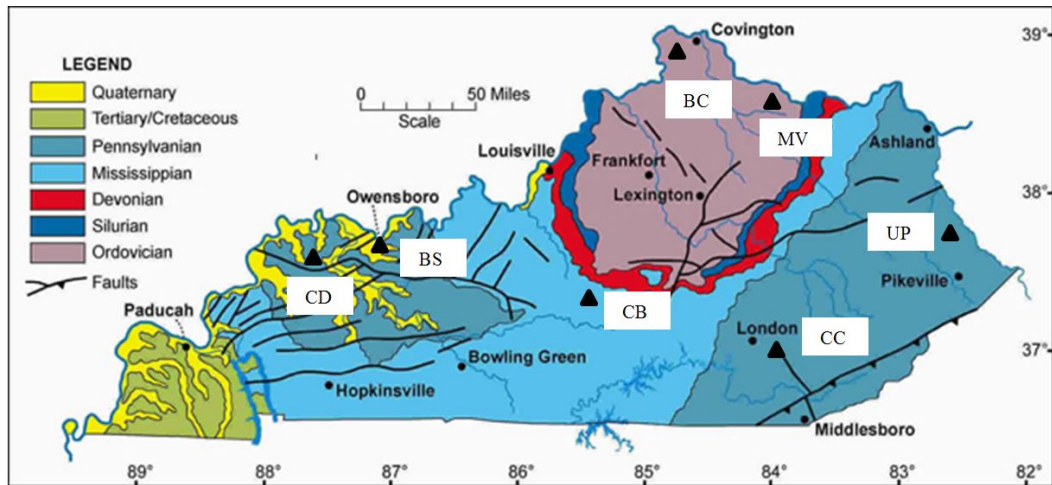 LEGEND
Quaternary
Tertiary/Cretaceous
Pennsylvanian
Mississippian
Devonian
Silurian
Ordovician
Faults
0 50 Miles
Scale
Covington
39°
BC
MV
Ashland
Louisville
Frankfort
Lexington
38°
Owensboro
BS
UP
Pikeville
CD
CB
Paducah
London
CC
37°
Bowling Green
Hopkinsville
Middlesboro
89° 88° 87° 86° 85° 84° 83° 82°